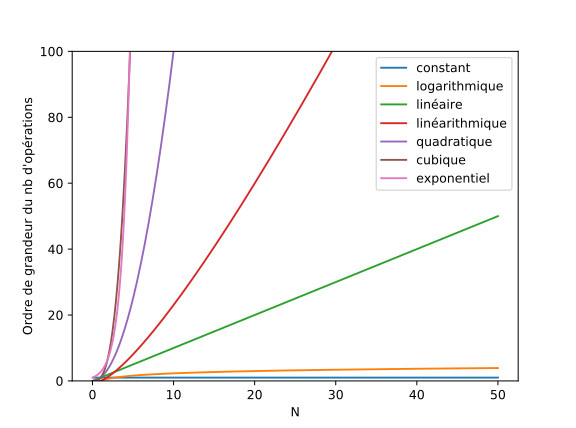 100
80
60
40
20
0
Ordre de grandeur du nb d'opérations
constant
logarithmique
linéaire
linéarithmique
quadratique
cubique
exponentiel
0 10 20 30 40 50
N